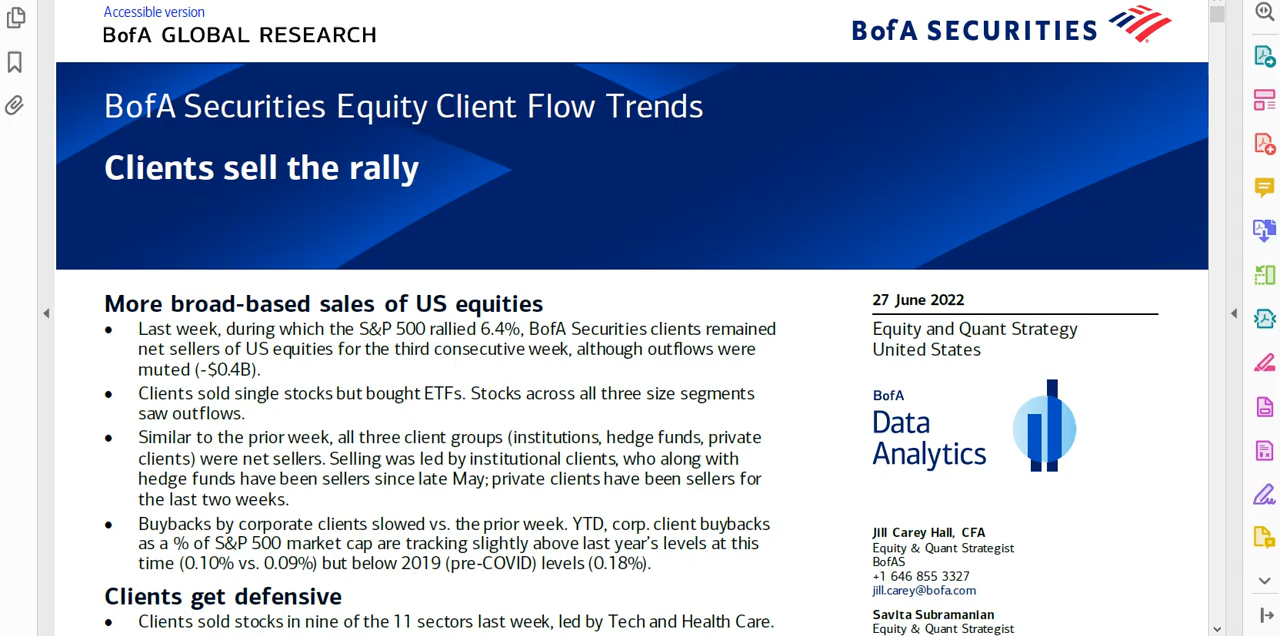 Accessible version
BofA GLOBAL RESEARCH
BofA SECURITIES
BofA Securities Equity Client Flow Trends
Clients sell the rally
More broad-based sales of US equities
• Last week, during which the S&P 500 rallied 6.4%, BofA Securities clients remained
net sellers of US equities for the third consecutive week, although outflows were
muted (-$0.4B).
• Clients sold single stocks but bought ETFs. Stocks across all three size segments
saw outflows.
• Similar to the prior week, all three client groups (institutions, hedge funds, private
clients) were net sellers. Selling was led by institutional clients, who along with
hedge funds have been sellers since late May; private clients have been sellers for
the last two weeks.
• Buybacks by corporate clients slowed vs. the prior week. YTD, corp. client buybacks
as a % of S&P 500 market cap are tracking slightly above last year's levels at this
time (0.10% vs. 0.09%) but below 2019 (pre-COVID) levels (0.18%).
Clients get defensive
• Clients sold stocks in nine of the 11 sectors last week, led by Tech and Health Care.
27 June 2022
Equity and Quant Strategy
United States
BofA
Data
Analytics
Jill Carey Hall, CFA
Equity & Quant Strategist
BofAS
+1 646 855 3327
jill.carey@bofa.com
Savita Subramanian
Equity & Quant Strategist